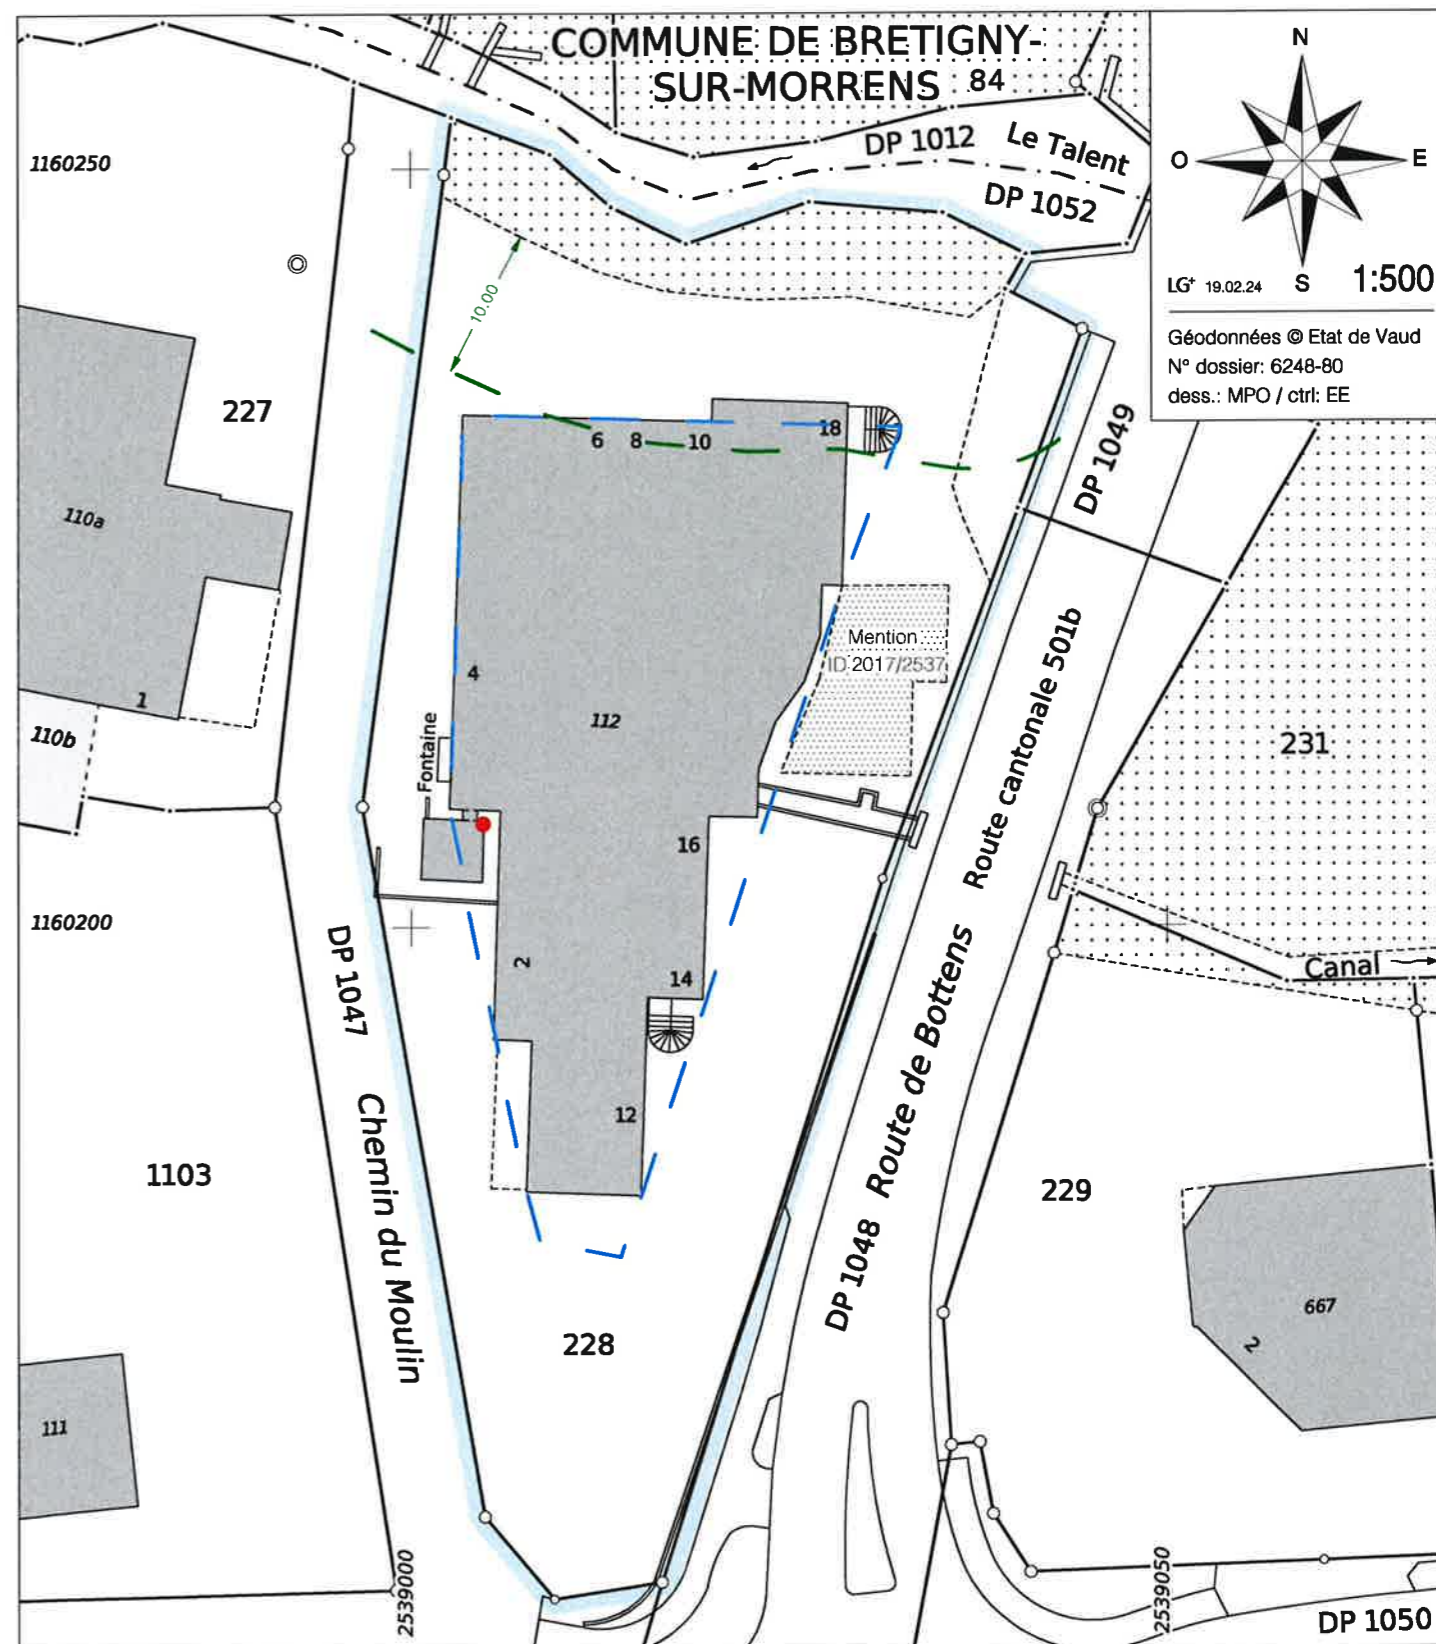 COMMUNE DE BRETIGNY-
SUR-MORRENS 84
N
O
E
S
LG+ 19.02.24
1:500
Géodonnées © Etat de Vaud
N° dossier: 6248-80
dess.: MPO / ctrl: EE
DP 1012
Le Talent
DP 1052
1160250
10.00
227
110a
1
110b
6
8
10
18
DP 1049
4
112
Mention
ID 2017/2537
Fontaine
Route cantonale 501b
231
16
1160200
DP 1047
2
14
Canal
Route de Bottens
12
1103
Chemin du Moulin
229
DP 1048
228
667
2
111
2539000
2539050
DP 1050